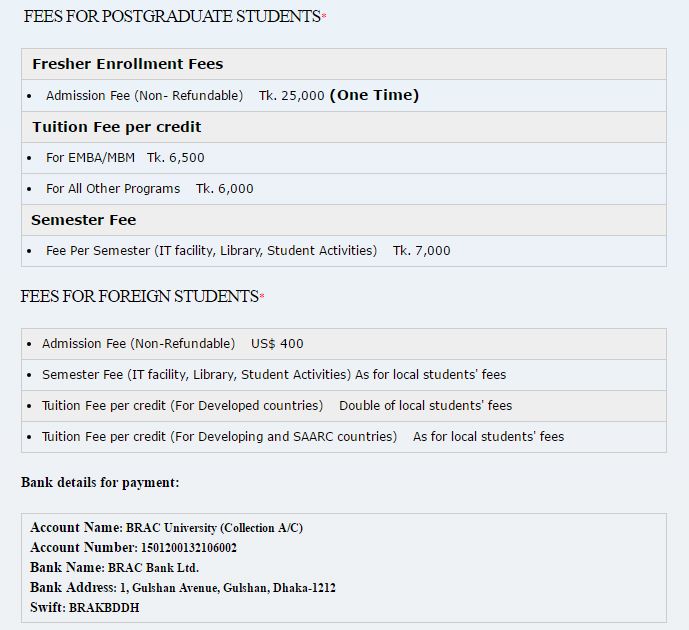 FEES FOR POSTGRADUATE STUDENTS*
Fresher Enrollment Fees
• Admission Fee (Non- Refundable) Tk. 25,000 (One Time)
Tuition Fee per credit
• For EMBA/MBM Tk. 6,500
• For All Other Programs Tk. 6,000
Semester Fee
• Fee Per Semester (IT facility, Library, Student Activities) Tk. 7,000
FEES FOR FOREIGN STUDENTS*
• Admission Fee (Non-Refundable) US$ 400
• Semester Fee (IT facility, Library, Student Activities) As for local students' fees
• Tuition Fee per credit (For Developed countries) Double of local students' fees
• Tuition Fee per credit (For Developing and SAARC countries) As for local students' fees
Bank details for payment:
Account Name: BRAC University (Collection A/C)
Account Number: 1501200132106002
Bank Name: BRAC Bank Ltd.
Bank Address: 1, Gulshan Avenue, Gulshan, Dhaka-1212
Swift: BRAKBDDH